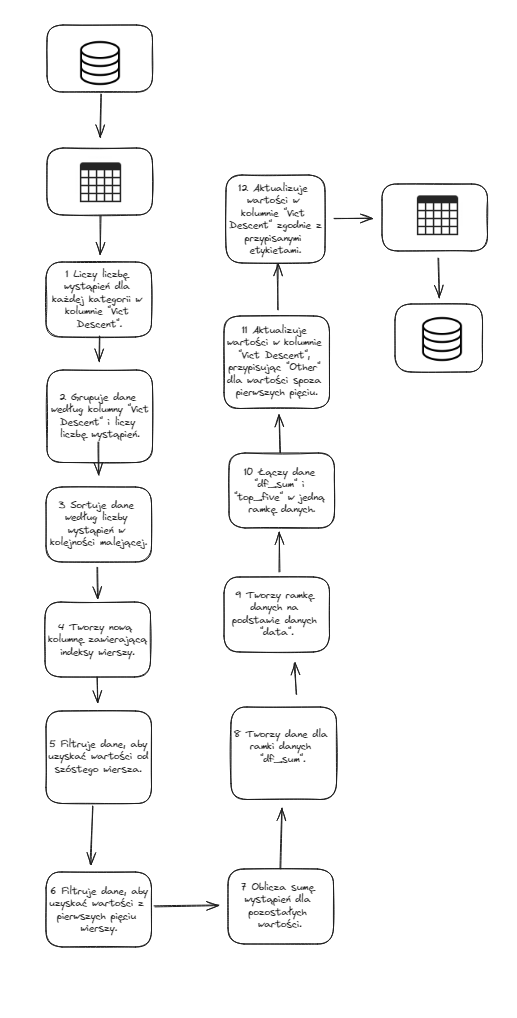 1 Liczy liczbę
wystąpień dla
każdej kategorii w
kolumnie "Vict
Descent".
2. Grupuje dane
według kolumny "Vict
Descent" i liczy
liczbę wystąpień.
3 Sortuje dane
według liczby
wystąpień w
kolejności malejącej.
4 Tworzy nową
kolumnę zawierającą
indeksy wierszy.
5 Filtruje dane, aby
uzyskać wartości od
szóstego wiersza.
6 Filtruje dane, aby
uzyskać wartości z
pierwszych pięciu
wierszy.
7 Oblicza sumę
wystąpień dla
pozostałych
wartości.
8 Tworzy dane dla
ramki danych
"df_sum".
9 Tworzy ramkę
danych na
podstawie danych
"data".
10 Łączy dane
"df_sum" i
"top_five" w jedną
ramkę danych.
11 Aktualizuje
wartości w kolumnie
"Vict Descent",
przypisując "Other"
dla wartości spoza
pierwszych pięciu.
12 Aktualizuje
wartości w
kolumnie "Vict
Descent" zgodnie z
przypisanymi
etykietami.